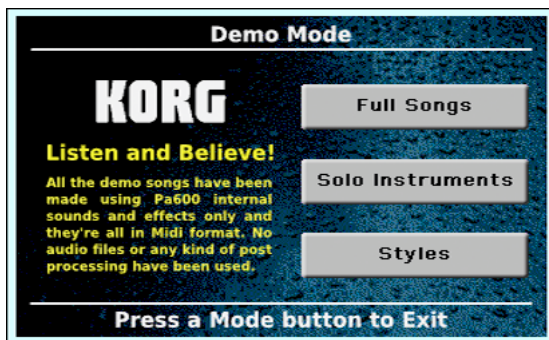 Demo Mode
KORG
Listen and Believe!
All the demo songs have been
made using Pa600 internal
sounds and effects only and
they're all in Midi format. No
audio files or any kind of post
processing have been used.
Full Songs
Solo Instruments
Styles
Press a Mode button to Exit